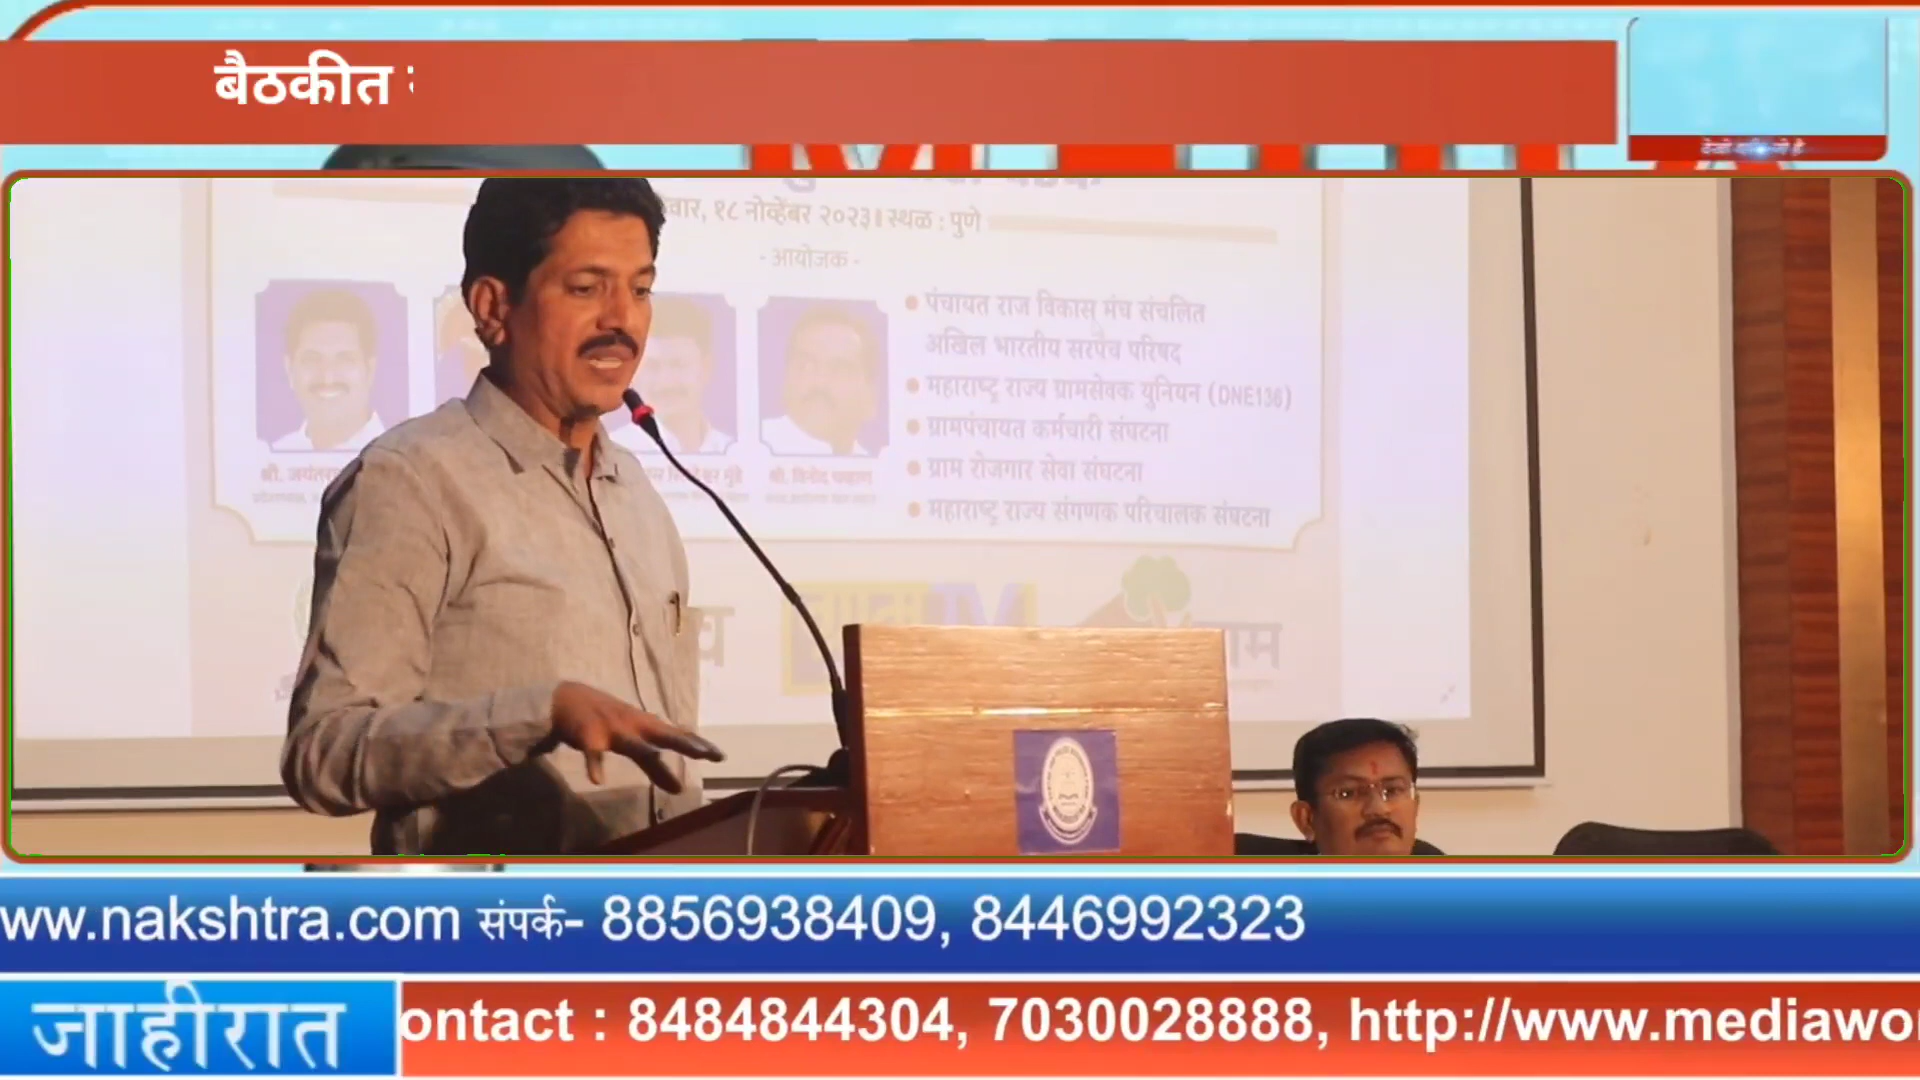 बैठकीत
वार, १८ नोव्हेंबर २०२३ स्थळ : पुणे
- आयोजक -
पंचायत राज विकास मंच संचलित
अखिल भारतीय सरपंच परिषद
महाराष्ट्र राज्य ग्रामसेवक युनियन (DNE136)
ग्रामपंचायत कर्मचारी संघटना
ग्राम रोजगार सेवा संघटना
महाराष्ट्र राज्य संगणक परिचालक संघटना
श्री. विनोद चव्हाण
ww.nakshtra.com संपर्क- 8856938409, 8446992323
जाहीरात
ontact : 8484844304, 7030028888, http://www.mediawor